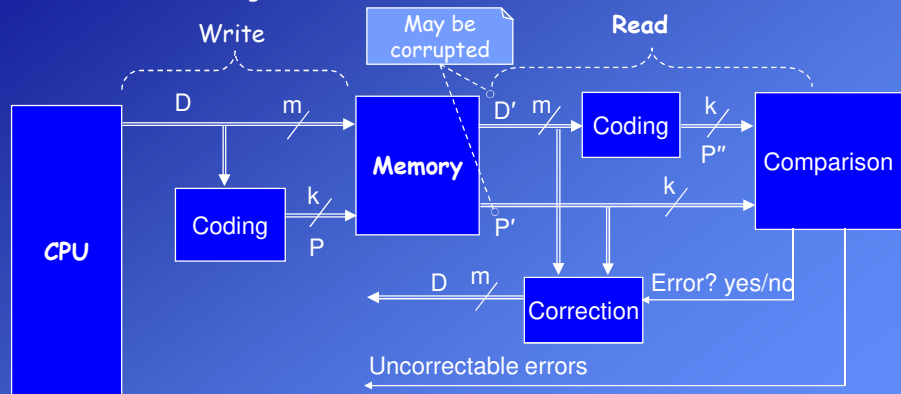 Write
May be
corrupted
Read
D
m
D′
m
k
Coding
P″
Memory
Comparison
k
Coding
k
P
P′
CPU
D
m
Error? yes/no
Correction
Uncorrectable errors